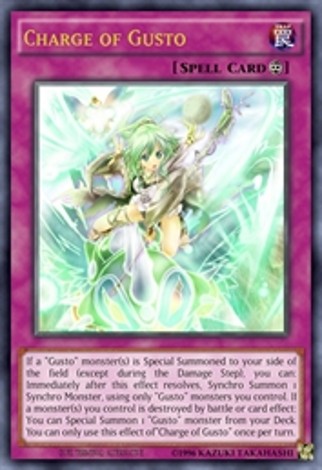 Charge of Gusto
TRAP
[Spell Card]
If a "Gusto" monster(s) is Special Summoned to your side
of the field (except during the Damage Step), you can:
Immediately after this effect resolves, Synchro Summon 1
Synchro Monster, using only "Gusto" monsters you control. If
a monster(s) you control is destroyed by battle or card effect:
You can Special Summon 1 "Gusto" monster from your Deck.
You can only use this effect of "Charge of Gusto" once per turn.
©1996 KAZUKI TAKAHASHI